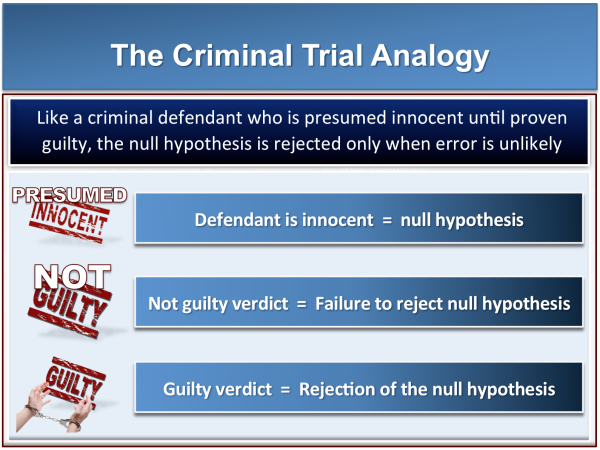 The Criminal Trial Analogy
Like a criminal defendant who is presumed innocent until proven
guilty, the null hypothesis is rejected only when error is unlikely
PRESUMED
INNOCENT
Defendant is innocent = null hypothesis
NOT
GUILTY
Not guilty verdict = Failure to reject null hypothesis
GUILTY
Guilty verdict = Rejection of the null hypothesis